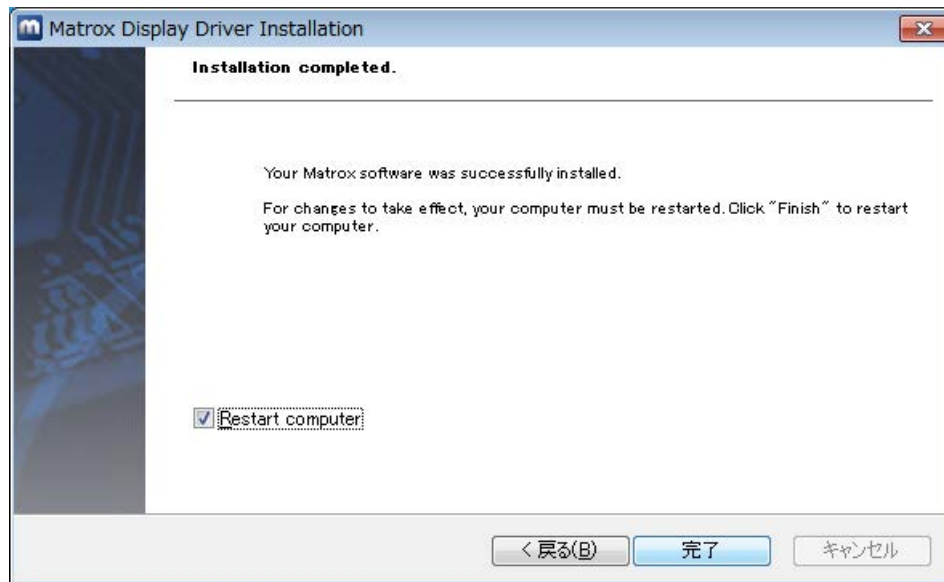 Matrox Display Driver Installation
Installation completed.
Your Matrox software was successfully installed.
For changes to take effect, your computer must be restarted. Click "Finish" to restart
your computer.
Restart computer
< 戻る(B)
完了
キャンセル